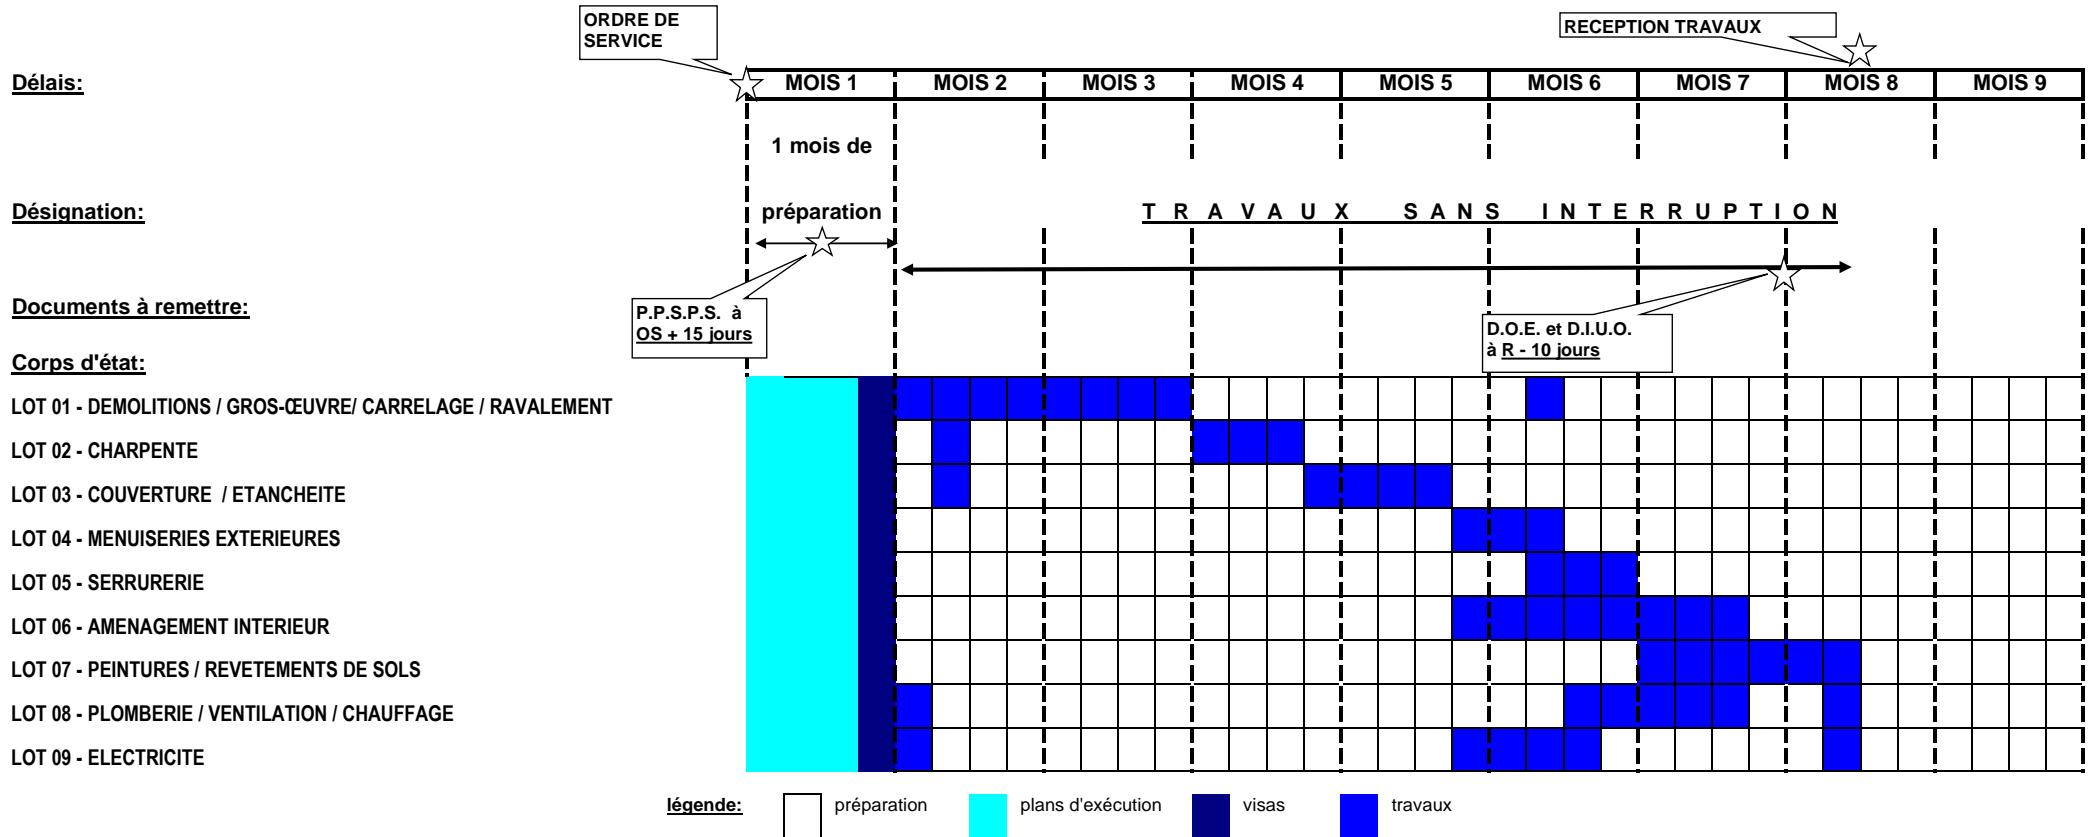 ORDRE DE
SERVICE
RECEPTION TRAVAUX
Délais:
MOIS 1 MOIS 2 MOIS 3 MOIS 4 MOIS 5 MOIS 6 MOIS 7 MOIS 8 MOIS 9
1 mois de
Désignation:
préparation
TRAVAUX SANS INTERRUPTION
Documents à remettre:
P.P.S.P.S. à
OS + 15 jours
D.O.E. et D.I.U.O.
à R - 10 jours
Corps d'état:
LOT 01 - DEMOLITIONS / GROS-ŒUVRE/ CARRELAGE / RAVALEMENT
LOT 02 - CHARPENTE
LOT 03 - COUVERTURE / ETANCHEITE
LOT 04 - MENUISERIES EXTERIEURES
LOT 05 - SERRURERIE
LOT 06 - AMENAGEMENT INTERIEUR
LOT 07 - PEINTURES / REVETEMENTS DE SOLS
LOT 08 - PLOMBERIE / VENTILATION / CHAUFFAGE
LOT 09 - ELECTRICITE
légende: préparation plans d'exécution visas travaux